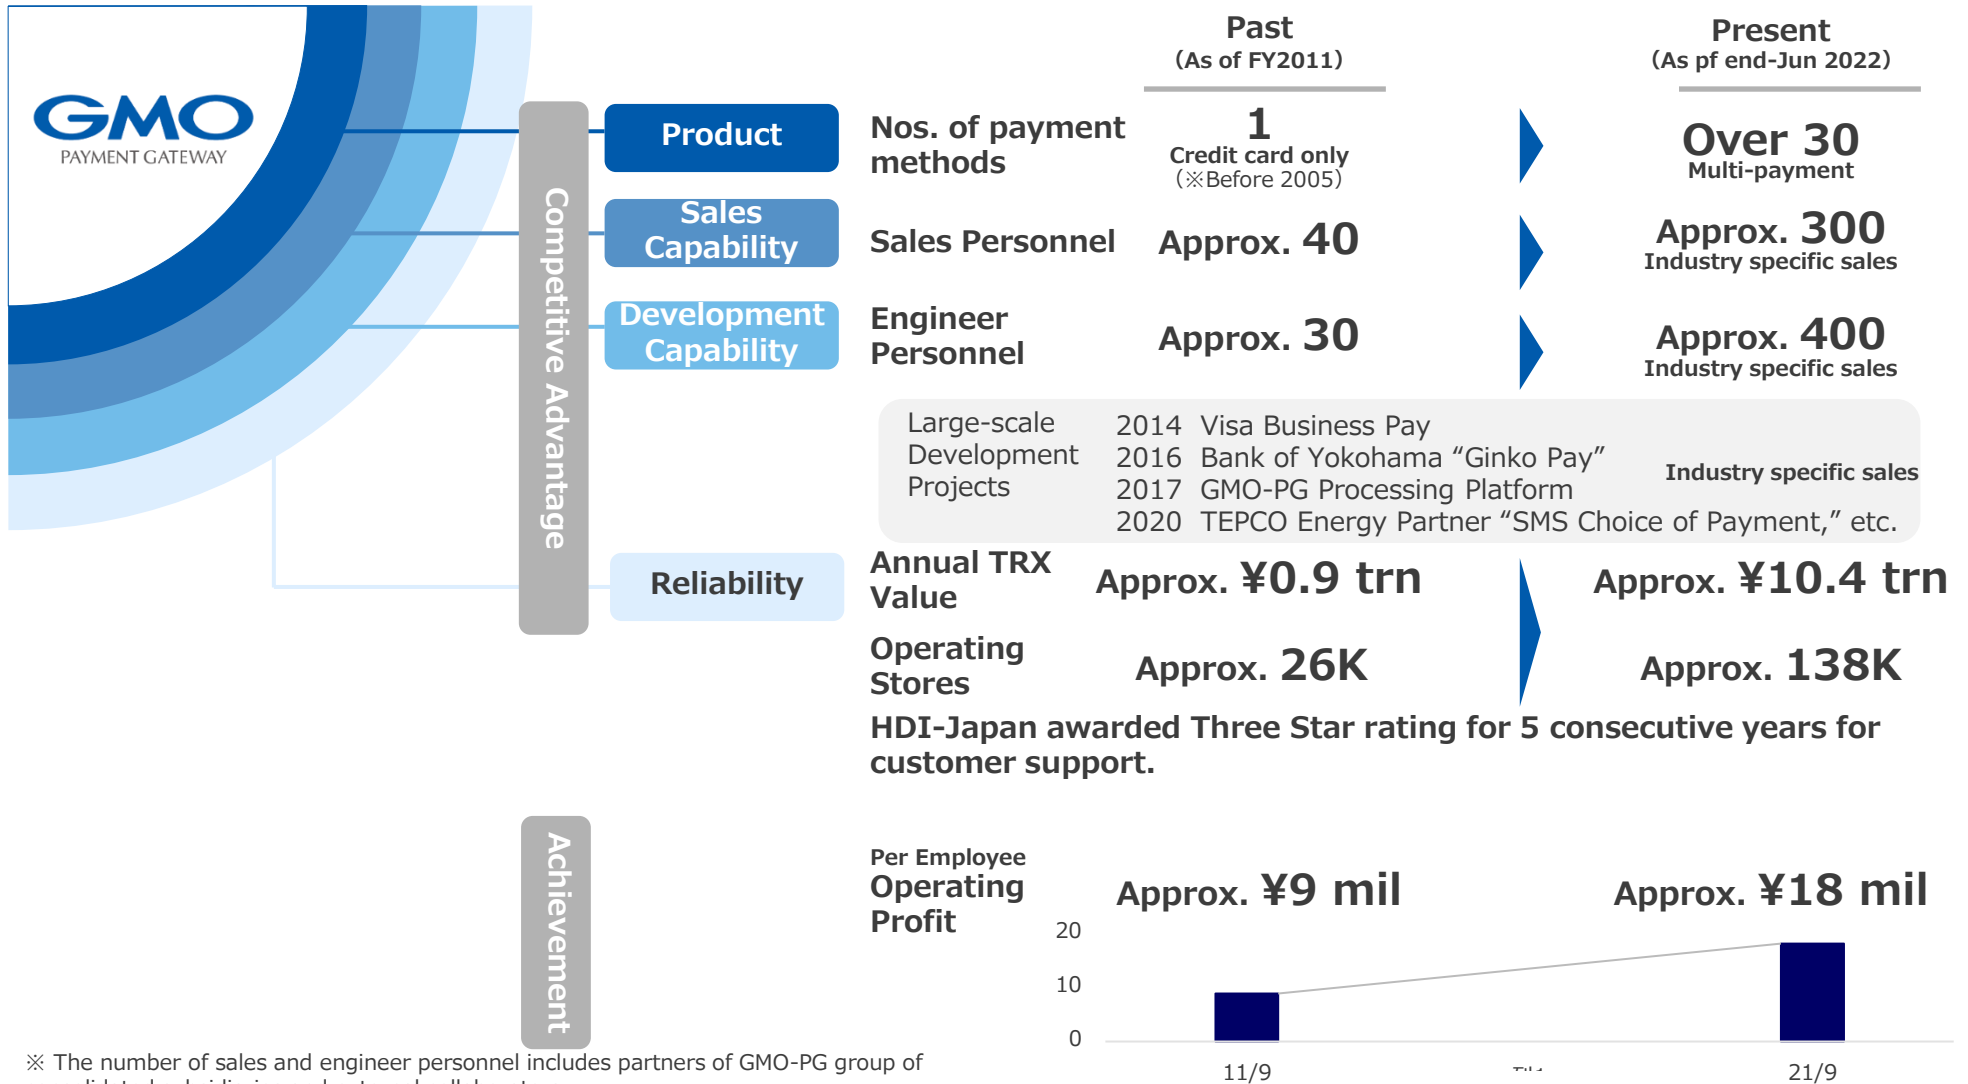 GMO
PAYMENT GATEWAY
Past
(As of FY2011)
Present
(As pf end-Jun 2022)
Competitive Advantage
Product
Nos. of payment
methods
1
Credit card only
(※Before 2005)
Over 30
Multi-payment
Sales
Capability
Sales Personnel
Approx. 40
Approx. 300
Industry specific sales
Development
Capability
Engineer
Personnel
Approx. 30
Approx. 400
Industry specific sales
Large-scale
Development
Projects
2014 Visa Business Pay
2016 Bank of Yokohama “Ginko Pay”
2017 GMO-PG Processing Platform
2020 TEPCO Energy Partner “SMS Choice of Payment,” etc.
Industry specific sales
Reliability
Annual TRX
Value
Approx. ¥0.9 trn
Approx. ¥10.4 trn
Operating
Stores
Approx. 26K
Approx. 138K
HDI-Japan awarded Three Star rating for 5 consecutive years for
customer support.
Achievement
Per Employee
Operating
Profit
Approx. ¥9 mil
Approx. ¥18 mil
20
10
0
11/9
21/9
※ The number of sales and engineer personnel includes partners of GMO-PG group of